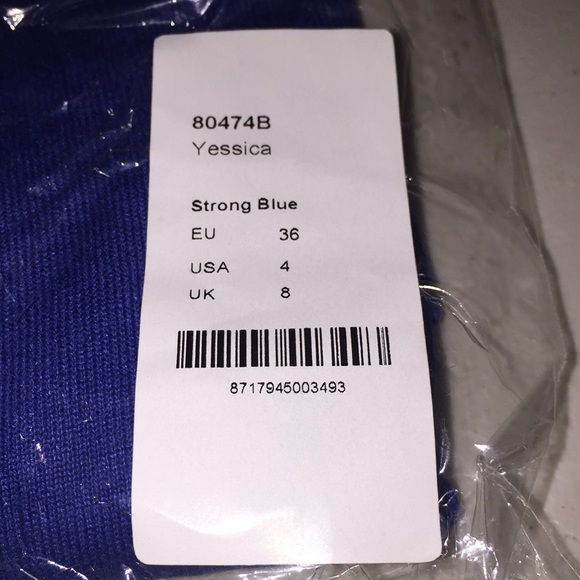 80474B
Yessica
Strong Blue
EU 36
USA 4
UK 8
8717945003493